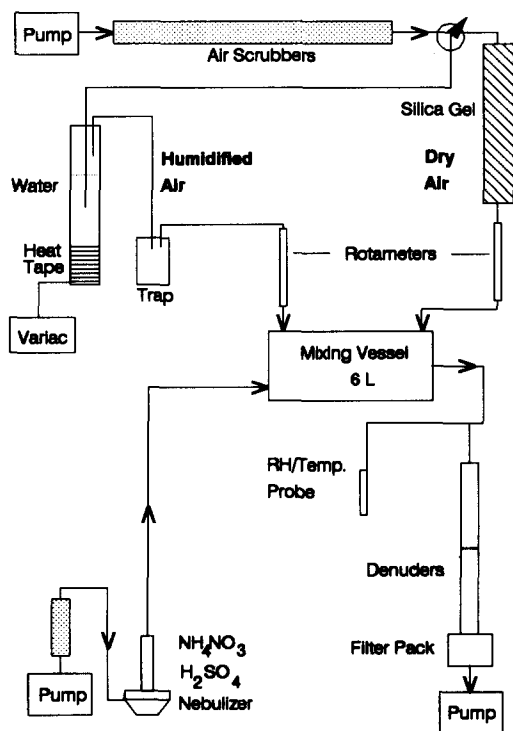 Pump
Air Scrubbers
Silica Gel
Humidified
Air
Dry
Air
Water
Heat
Tape
Trap
Rotameters
Variac
Mixing Vessel
6 L
RH/Temp.
Probe
Denuders
NH4NO3
H2SO4
Nebulizer
Pump
Filter Pack
Pump